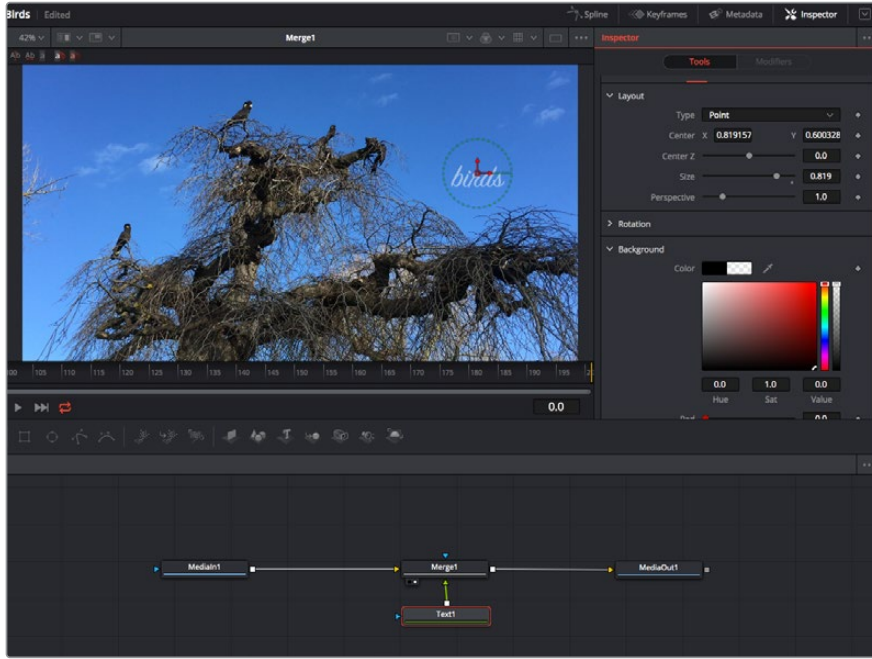 Birds Edited Spline Keyframes Metadata Inspector
42% Merge1 Inspector
Tools Modifiers
Layout
Type Point
Center X 0.819157 Y 0.600328
Center Z 0.0
Size 0.819
Perspective 1.0
Rotation
Background
Color
birds
105 110 115 120 125 130 135 140 145 150 155 160 165 170 175 180 185 190 195
0.0 1.0 0.0
Hue Sat Value
0.0
MediaIn1 Merge1 MediaOut1
Text1